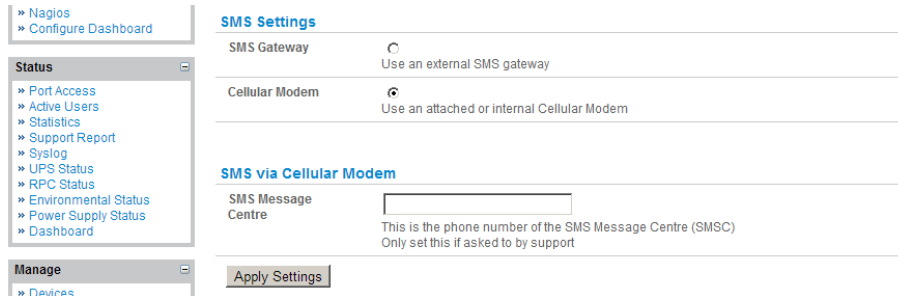 » Nagios
» Configure Dashboard
Status
» Port Access
» Active Users
» Statistics
» Support Report
» Syslog
» UPS Status
» RPC Status
» Environmental Status
» Power Supply Status
» Dashboard
Manage
» Devices
SMS Settings
SMS Gateway
Use an external SMS gateway
Cellular Modem
Use an attached or internal Cellular Modem
SMS via Cellular Modem
SMS Message
Centre
This is the phone number of the SMS Message Centre (SMSC)
Only set this if asked to by support
Apply Settings